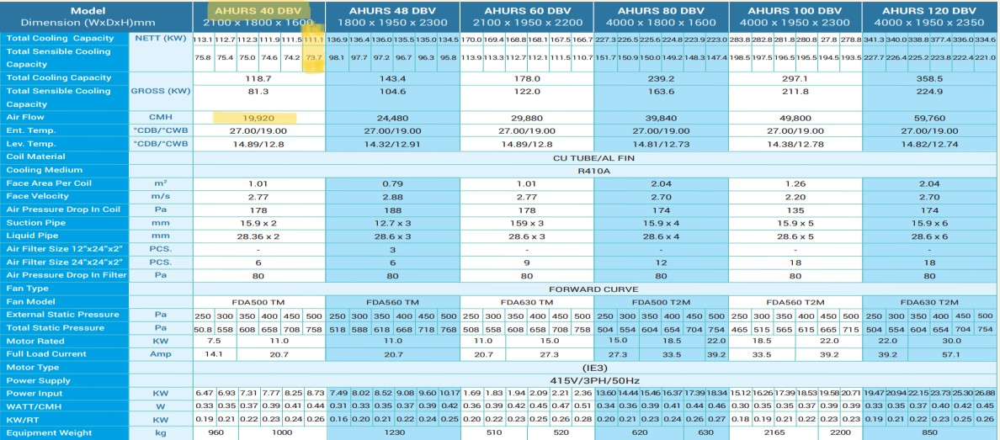 Model AHURS 40 DBV AHURS 48 DBV AHURS 60 DBV AHURS 80 DBV AHURS 100 DBV AHURS 120 DBV
Dimension (WxDxH)mm 2100 x 1800 x 1600 1800 x 1950 x 2300 2100 x 1950 x 2200 4000 x 1800 x 2200 4000 x 1950 x 2300 4000 x 1950 x 2350
Total Cooling Capacity NETT (KW) 113.1 112.7 112.3 111.9 111.5 111.1 136.9 136.4 136.0 135.5 135.0 134.5 170.0 169.4 168.8 168.1 167.5 166.7 227.3 226.5 225.6 224.8 223.9 223.0 283.8 282.8 281.8 280.8 27.8 278.8 341.3 340.0 338.8 377.4 336.0 334.6
Total Sensible Cooling
Capacity 75.8 75.4 75.0 74.6 74.2 73.7 98.1 97.7 97.2 96.7 96.3 95.8 113.9 113.3 112.7 112.1 111.5 110.7 151.7 150.9 150.0 149.2 148.3 147.4 198.5 197.5 196.5 195.5 194.5 193.5 227.7 226.4 225.2 223.8 222.4 221.0
Total Cooling Capacity 118.7 143.4 178.0 239.2 297.1 358.5
Total Sensible Cooling GROSS (KW) 81.3 104.6 122.0 163.6 211.8 224.9
Capacity
Air Flow CMH 19,920 24,480 29,880 39,840 49,800 59,760
Ent. Temp. °CDB/°CWB 27.00/19.00 27.00/19.00 27.00/19.00 27.00/19.00 27.00/19.00 27.00/19.00
Lev. Temp. °CDB/°CWB 14.89/12.8 14.32/12.91 14.89/12.8 14.81/12.73 14.38/12.78 14.82/12.74
Coil Material CU TUBE/AL FIN
Cooling Medium R410A
Face Area Per Coil m² 1.01 0.79 1.01 2.04 1.26 2.04
Face Velocity m/s 2.77 2.88 2.77 2.70 2.20 2.70
Air Pressure Drop In Coil Pa 178 188 178 174 135 174
Suction Pipe mm 15.9 x 2 12.7 x 3 159 x 3 15.9 x 4 15.9 x 5 15.9 x 6
Liquid Pipe mm 28.36 x 2 28.6 x 3 28.6 x 3 28.6 x 4 28.6 x 5 28.6 x 6
Air Filter Size 12"x24"x2" PCS. - 3 - - - -
Air Filter Size 24"x24"x2" PCS. 6 6 9 12 18 18
Air Pressure Drop In Filter Pa 80 80 80 80 80 80
Fan Type FORWARD CURVE
Fan Model FDA500 TM FDA560 TM FDA630 TM FDA500 T2M FDA560 T2M FDA630 T2M
External Static Pressure Pa 250 300 350 400 450 500 250 300 350 400 450 500 250 300 350 400 450 500 250 300 350 400 450 500 250 300 350 400 450 500 250 300 350 400 450 500
Total Static Pressure Pa 50.8 558 608 658 708 758 518 588 618 668 718 768 508 558 608 658 708 758 504 554 604 654 704 754 465 515 565 615 665 715 504 554 604 654 704 754
Motor Rated KW 7.5 11.0 11.0 11.0 15.0 15.0 18.5 22.0 18.5 22.0 22.0 30.0
Full Load Current Amp 14.1 20.7 20.7 20.7 27.3 27.3 33.5 39.2 33.5 39.2 39.2 57.1
Motor Type (IE3)
Power Supply 415V/3PH/50Hz
Power Input KW 6.47 6.93 7.31 7.77 8.25 8.73 7.49 8.02 8.52 9.08 9.60 10.17 1.69 1.83 1.94 2.09 2.21 2.36 13.60 14.44 15.46 16.37 17.39 18.34 15.12 16.26 17.39 18.53 19.58 20.71 19.47 20.94 22.15 23.73 25.30 26.88
WATT/CMH W 0.33 0.35 0.37 0.39 0.41 0.44 0.31 0.33 0.35 0.37 0.39 0.42 0.36 0.39 0.42 0.45 0.47 0.51 0.34 0.36 0.39 0.41 0.44 0.46 0.30 0.35 0.35 0.37 0.39 0.39 0.33 0.35 0.37 0.40 0.42 0.45
KW/RT KW 0.19 0.21 0.22 0.23 0.24 0.26 0.16 0.20 0.21 0.22 0.24 0.25 0.20 0.22 0.23 0.25 0.26 0.28 0.20 0.21 0.23 0.24 0.26 0.27 0.18 0.19 0.21 0.22 0.23 0.23 0.19 0.21 0.22 0.23 0.25 0.26
Equipment Weight kg 960 1000 1230 510 520 620 630 2165 2200 850